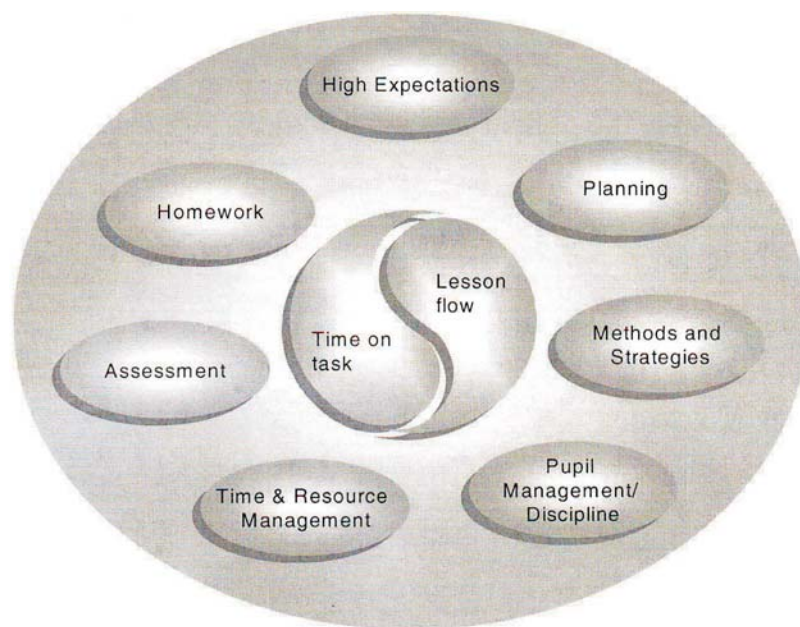 High Expectations
Planning
Homework
Lesson
flow
Time on
task
Methods and
Strategies
Assessment
Pupil
Management/
Discipline
Time & Resource
Management